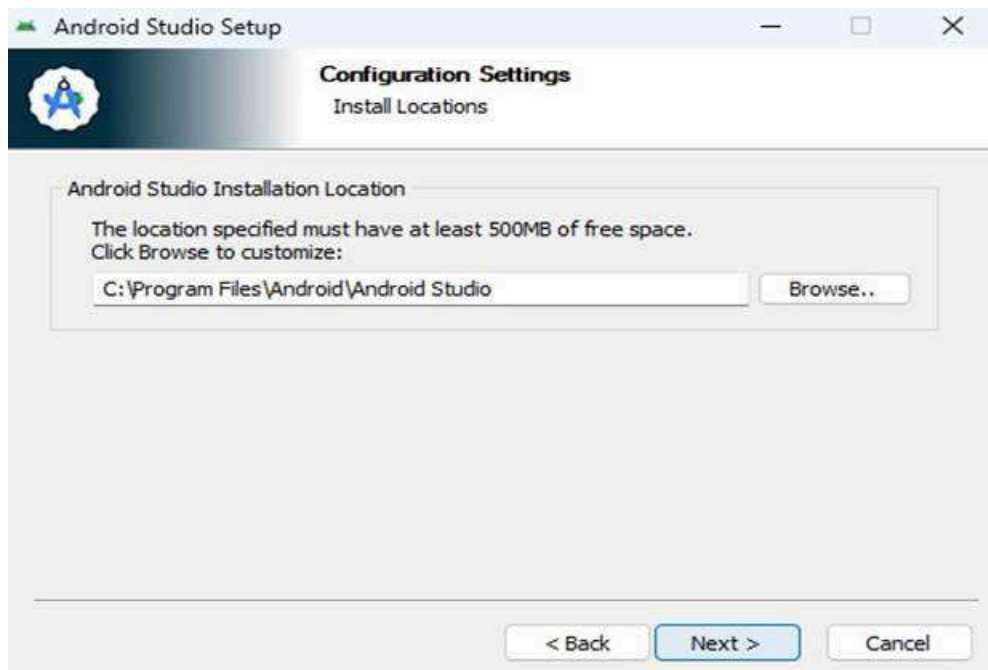 Android Studio Setup
Configuration Settings
Install Locations
Android Studio Installation Location
The location specified must have at least 500MB of free space.
Click Browse to customize:
C:\Program Files\Android\Android Studio
Browse..
< Back
Next >
Cancel